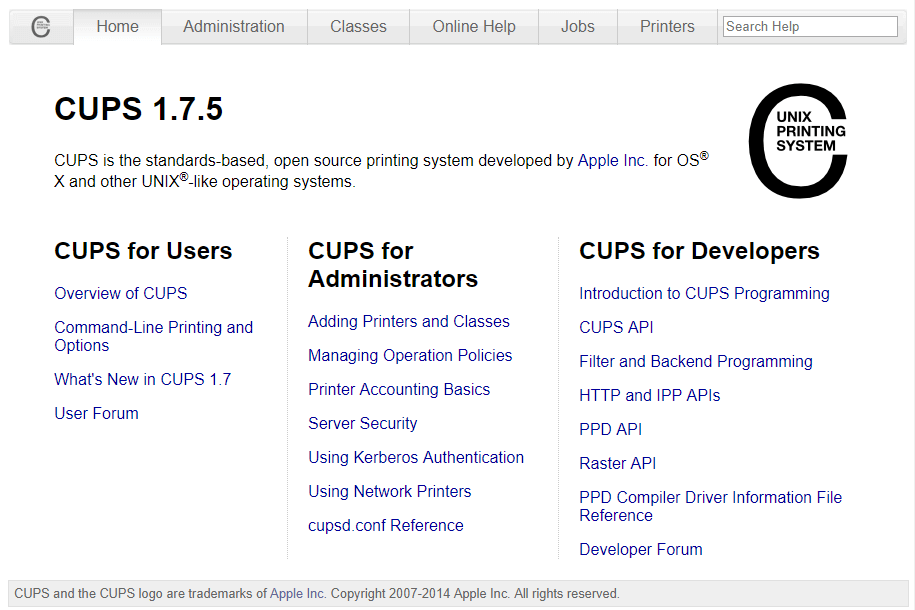 UNIX PRINTING SYSTEM
Home
Administration
Classes
Online Help
Jobs
Printers
Search Help
CUPS 1.7.5
UNIX
PRINTING
SYSTEM
CUPS is the standards-based, open source printing system developed by Apple Inc. for OS®
X and other UNIX®-like operating systems.
CUPS for Users
Overview of CUPS
Command-Line Printing and
Options
What's New in CUPS 1.7
User Forum
CUPS for
Administrators
Adding Printers and Classes
Managing Operation Policies
Printer Accounting Basics
Server Security
Using Kerberos Authentication
Using Network Printers
cupsd.conf Reference
CUPS for Developers
Introduction to CUPS Programming
CUPS API
Filter and Backend Programming
HTTP and IPP APIs
PPD API
Raster API
PPD Compiler Driver Information File
Reference
Developer Forum
CUPS and the CUPS logo are trademarks of Apple Inc. Copyright 2007-2014 Apple Inc. All rights reserved.